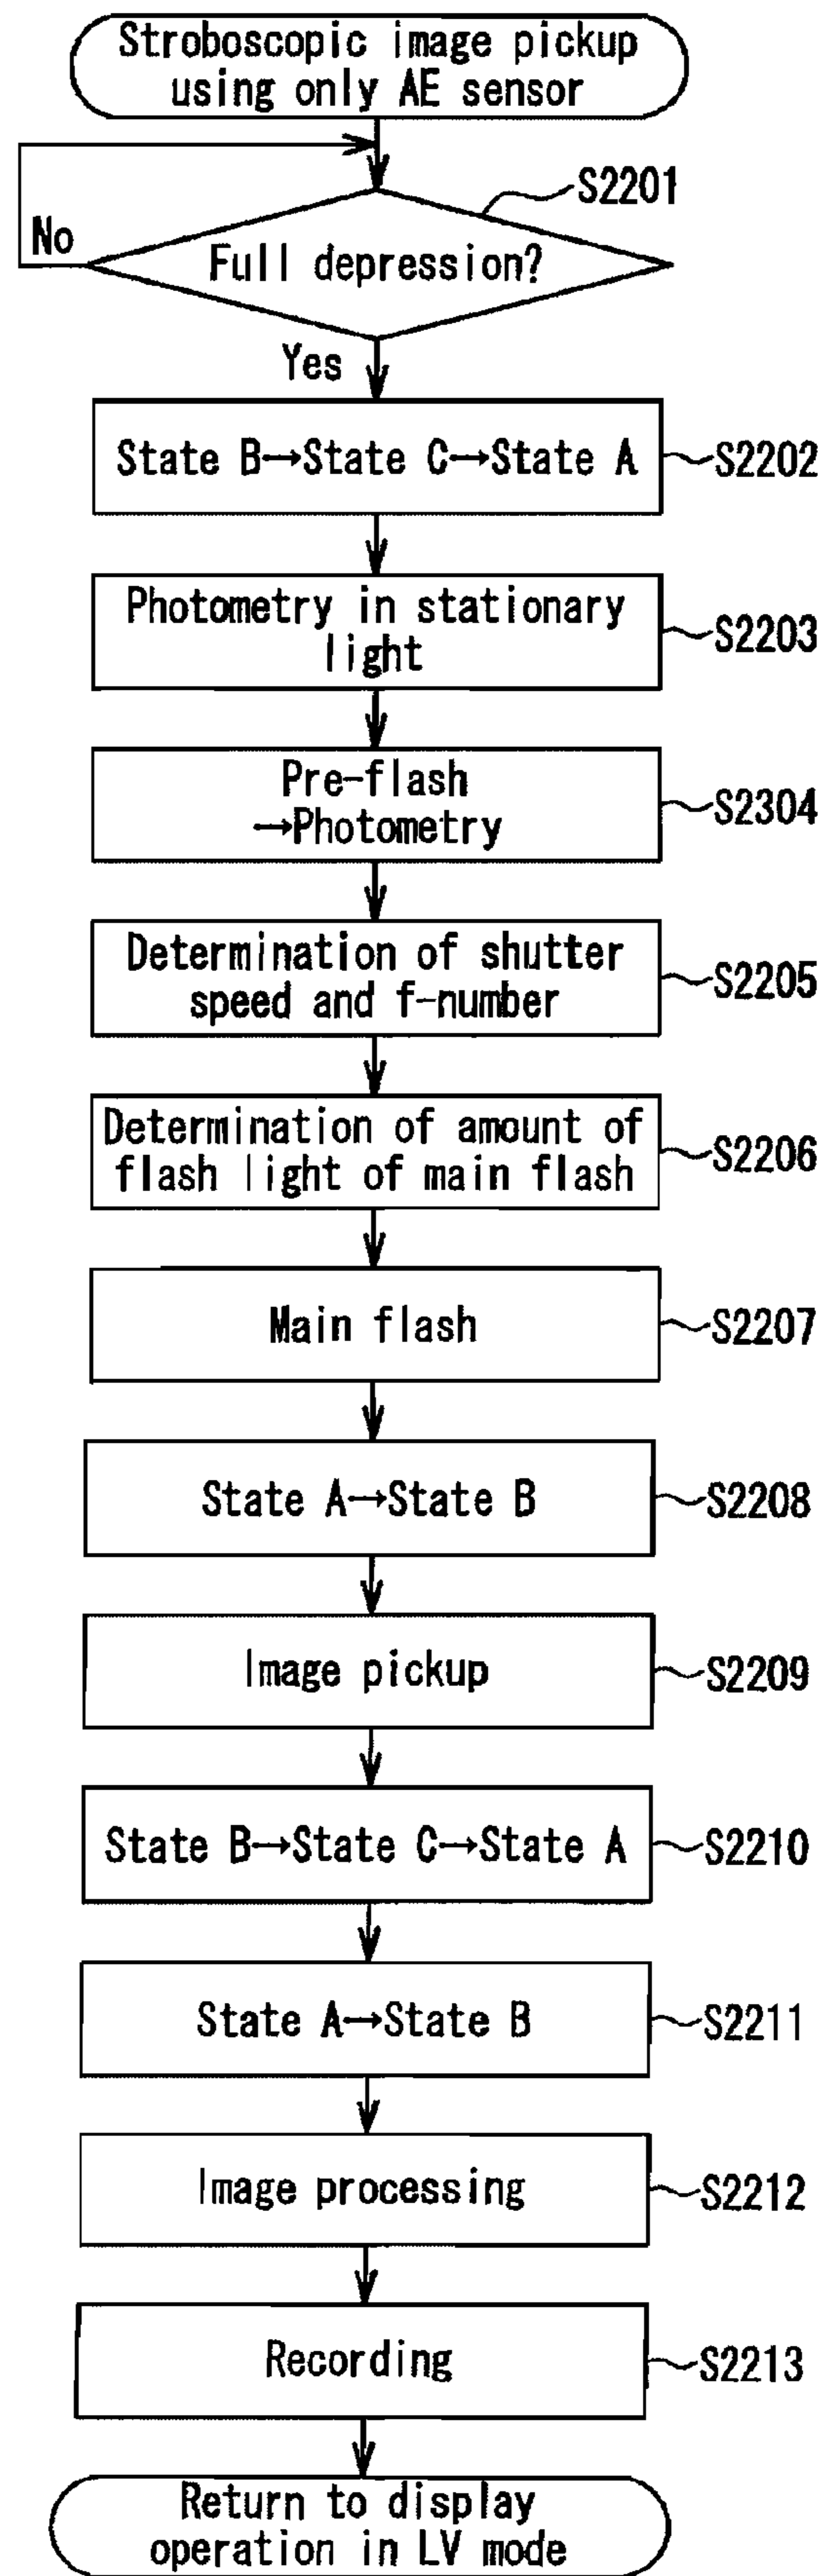 Stroboscopic image pickup
using only AE sensor
S2201
No
Full depression?
Yes
State B→State C→State A
S2202
Photometry in stationary
light
S2203
Pre-flash
→Photometry
S2304
Determination of shutter
speed and f-number
S2205
Determination of amount of
flash light of main flash
S2206
Main flash
S2207
State A→State B
S2208
Image pickup
S2209
State B→State C→State A
S2210
State A→State B
S2211
Image processing
S2212
Recording
S2213
Return to display
operation in LV mode